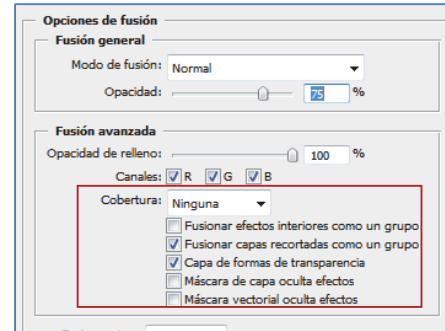 Opciones de fusión
Fusión general
Modo de fusión: Normal
Opacidad: 75 %
Fusión avanzada
Opacidad de relleno: 100 %
Canales: R G B
Cobertura: Ninguna
Fusionar efectos interiores como un grupo
Fusionar capas recortadas como un grupo
Capa de formas de transparencia
Máscara de capa oculta efectos
Máscara vectorial oculta efectos